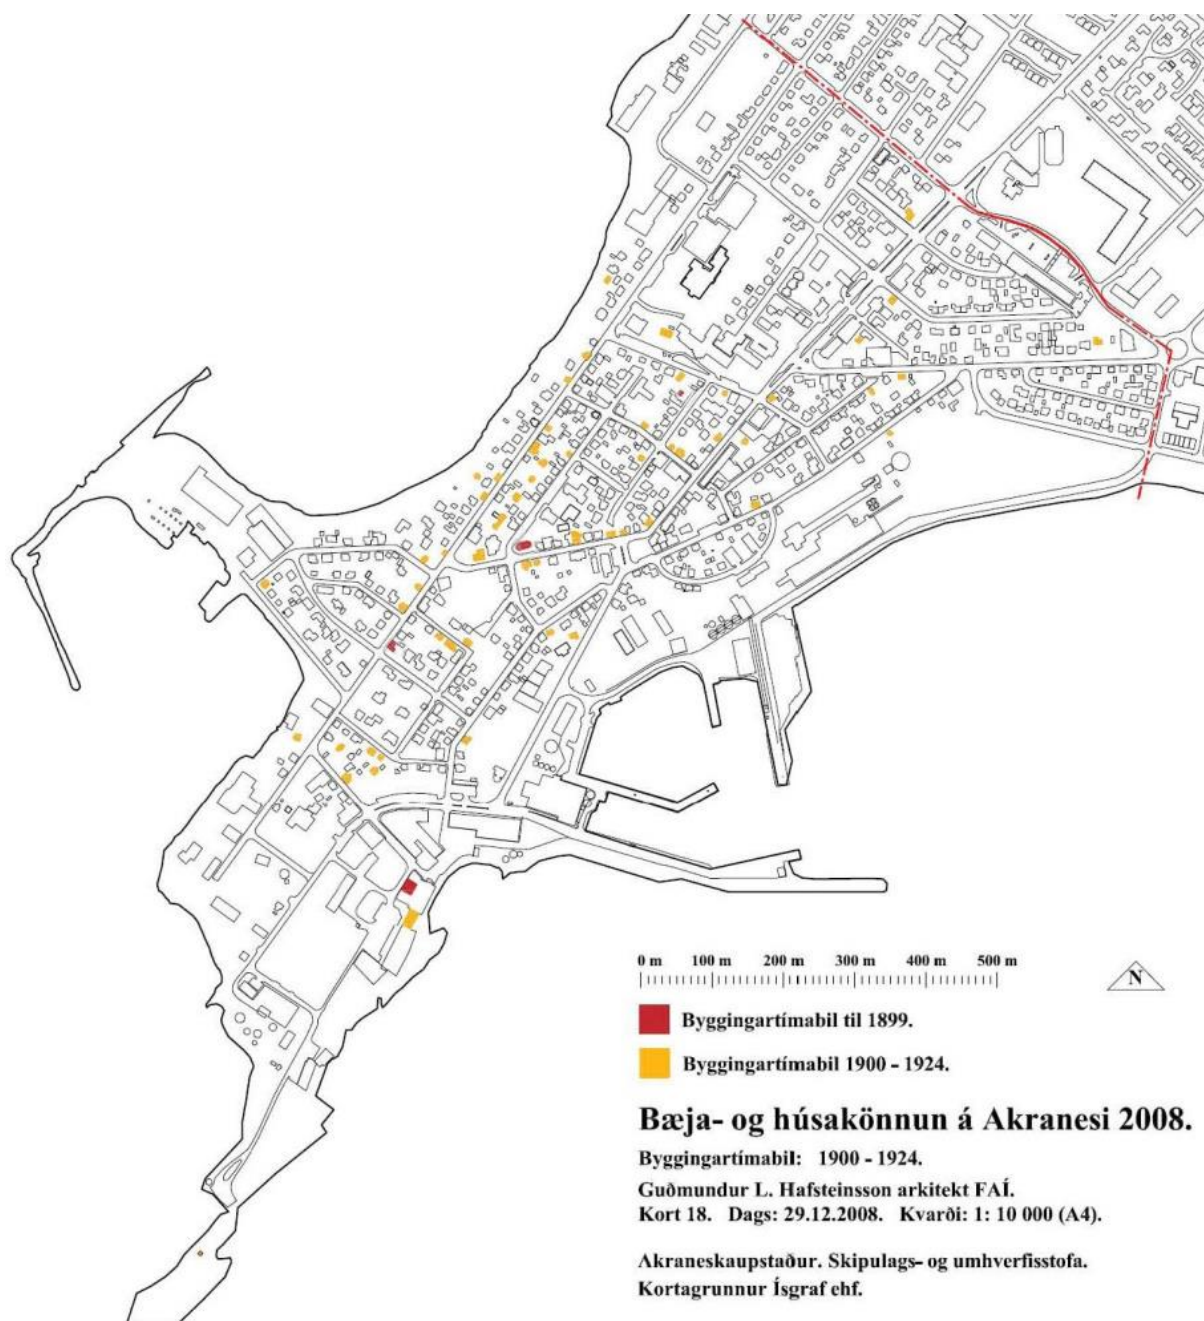 0 m 100 m 200 m 300 m 400 m 500 m
N
Byggingartímabil til 1899.
Byggingartímabil 1900 - 1924.
Bæja- og húsakönnun á Akranesi 2008.
Byggingartímabil: 1900 - 1924.
Guðmundur L. Hafsteinsson arkitekt FAÍ.
Kort 18. Dags: 29.12.2008. Kvarði: 1: 10 000 (A4).
Akraneskaupstaður. Skipulags- og umhverfisstofa.
Kortagrunnur Ísgraf ehf.